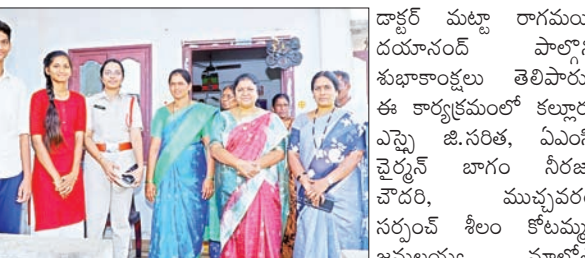 డాక్టర్ మట్టా రాగమయి
దయానంద్ పాల్గొని
శుభాకాంక్షలు తెలిపారు.
ఈ కార్యక్రమంలో కల్లూరు
ఎస్సై జి.సరిత, ఏఎంసీ
చైర్మన్ బాగం నీరజా
చౌదరి, ముచ్చవరం
సర్పంచ్ శీలం కోటమ్మ,